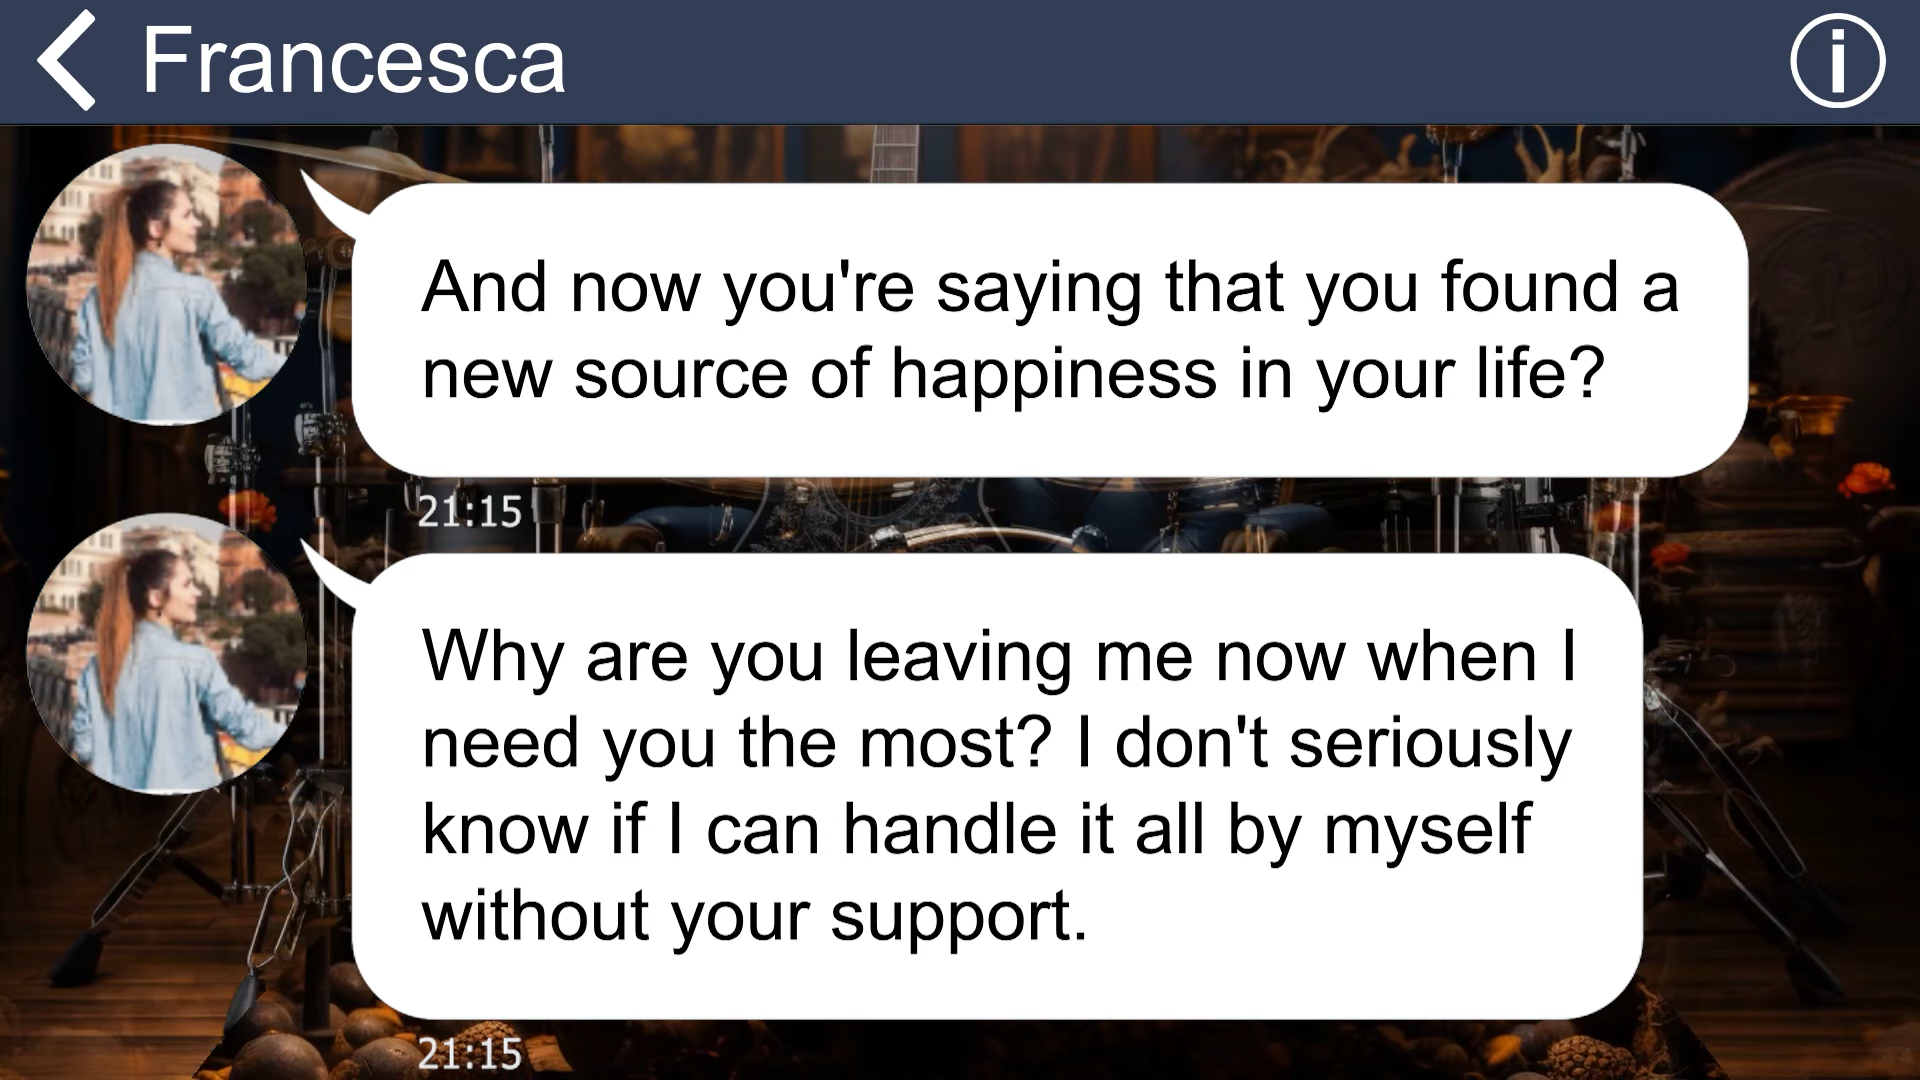 Francesca
And now you're saying that you found a
new source of happiness in your life?
21:15
Why are you leaving me now when I
need you the most? I don't seriously
know if I can handle it all by myself
without your support.
21:15